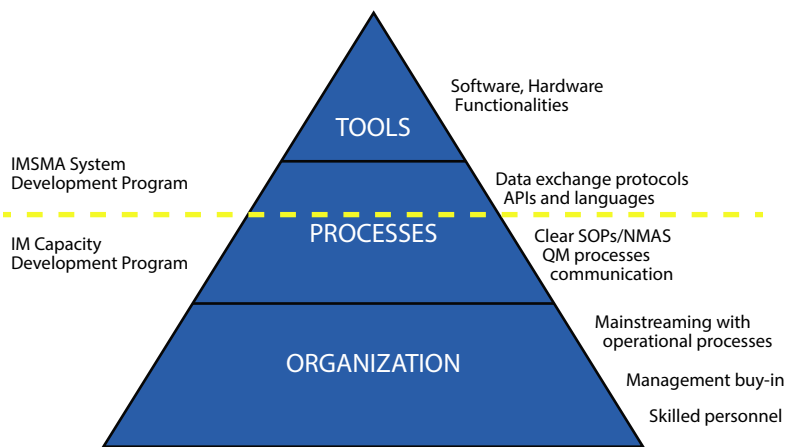 Software, Hardware
Functionalities
TOOLS
IMSMA System
Development Program
Data exchange protocols
APIs and languages
PROCESSES
IM Capacity
Development Program
Clear SOPs/NMAS
QM processes
communication
Mainstreaming with
operational processes
ORGANIZATION
Management buy-in
Skilled personnel